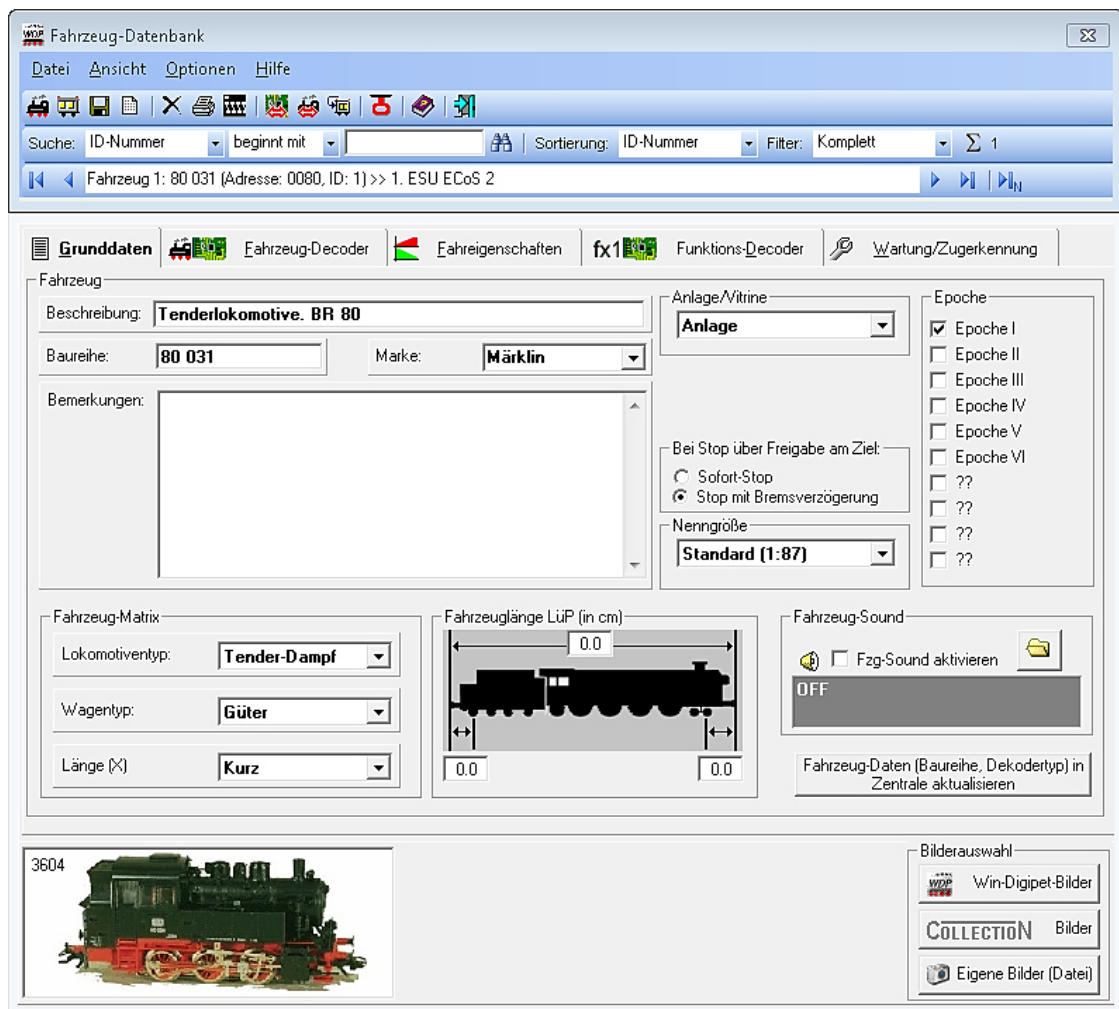 WDP Fahrzeug-Datenbank
Datei Ansicht Optionen Hilfe
Suche: ID-Nummer beginnt mit Sortierung: ID-Nummer Filter: Komplett Σ 1
Fahrzeug 1: 80 031 (Adresse: 0080, ID: 1) >> 1. ESU ECoS 2 N
Grunddaten Fahrzeug-Decoder Fahreigenschaften fx1 Funktions-Decoder Wartung/Zugerkennung
Fahrzeug
Beschreibung: Tenderlokomotive. BR 80
Baureihe: 80 031 Marke: Märklin
Bemerkungen:
Anlage/Vitrine
Anlage
Bei Stop über Freigabe am Ziel:
Sofort-Stop
Stop mit Bremsverzögerung
Nenngröße
Standard (1:87)
Epoche
Epoche I
Epoche II
Epoche III
Epoche IV
Epoche V
Epoche VI
??
??
??
??
Fahrzeug-Matrix
Lokomotiventyp: Tender-Dampf
Wagentyp: Güter
Länge (X) Kurz
Fahrzeuglänge LüP (in cm)
0.0
0.0 0.0
Fahrzeug-Sound
Fzg-Sound aktivieren
OFF
Fahrzeug-Daten (Baureihe, Dekodertyp) in
Zentrale aktualisieren
3604
Bilderauswahl
WDP Win-Digipet-Bilder
COLLECTION Bilder
Eigene Bilder (Datei)